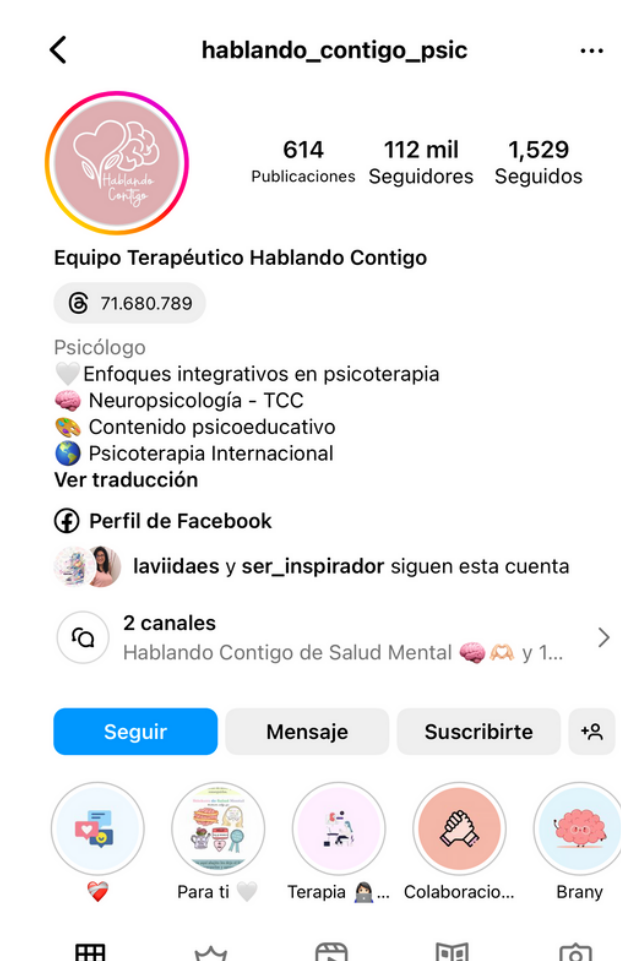 hablando_contigo_psic
Hablando
Contigo
614
112 mil
1,529
Publicaciones
Seguidores
Seguidos
Equipo Terapéutico Hablando Contigo
71.680.789
Psicólogo
🤍Enfoques integrativos en psicoterapia
🧠 Neuropsicología - TCC
🎨 Contenido psicoeducativo
🌎 Psicoterapia Internacional
Ver traducción
Perfil de Facebook
laviidaes y ser_inspirador siguen esta cuenta
2 canales
Hablando Contigo de Salud Mental 🧠🫶🏻 y 1...
Seguir
Mensaje
Suscribirte
❤️‍🩹
Para ti 🤍
Terapia 👩🏻‍💻...
Colaboracio...
Brany